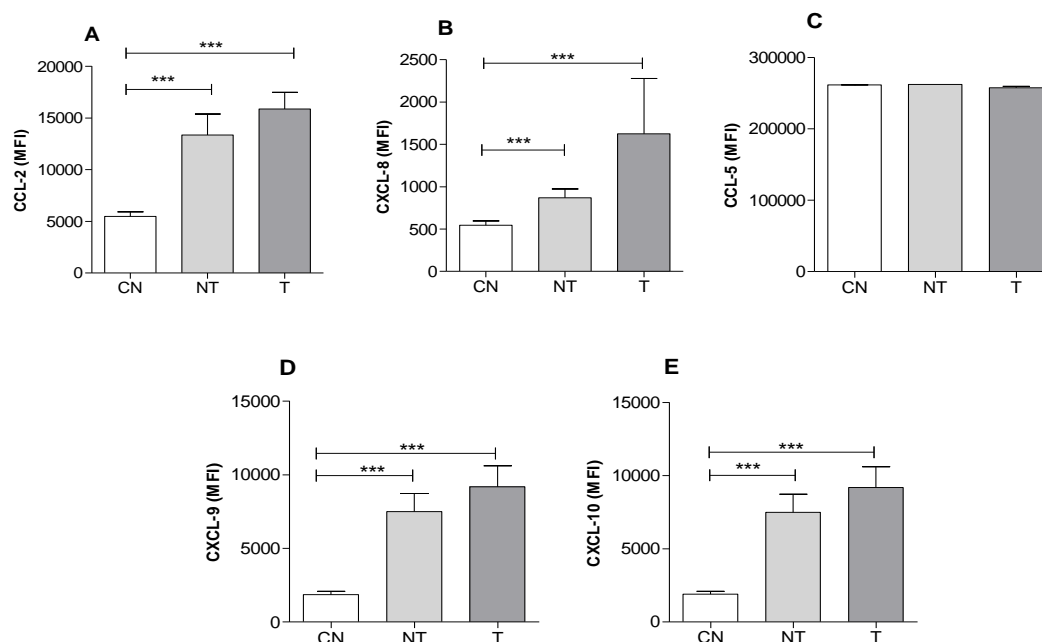 A
CCL-2 (MFI)
20000
15000
10000
5000
0
***
***
CN NT T
B
CXCL-8 (MFI)
2500
2000
1500
1000
500
0
***
***
CN NT T
C
CCL-5 (MFI)
300000
200000
100000
0
CN NT T
D
CXCL-9 (MFI)
15000
10000
5000
0
***
***
CN NT T
E
CXCL-10 (MFI)
15000
10000
5000
0
***
***
CN NT T